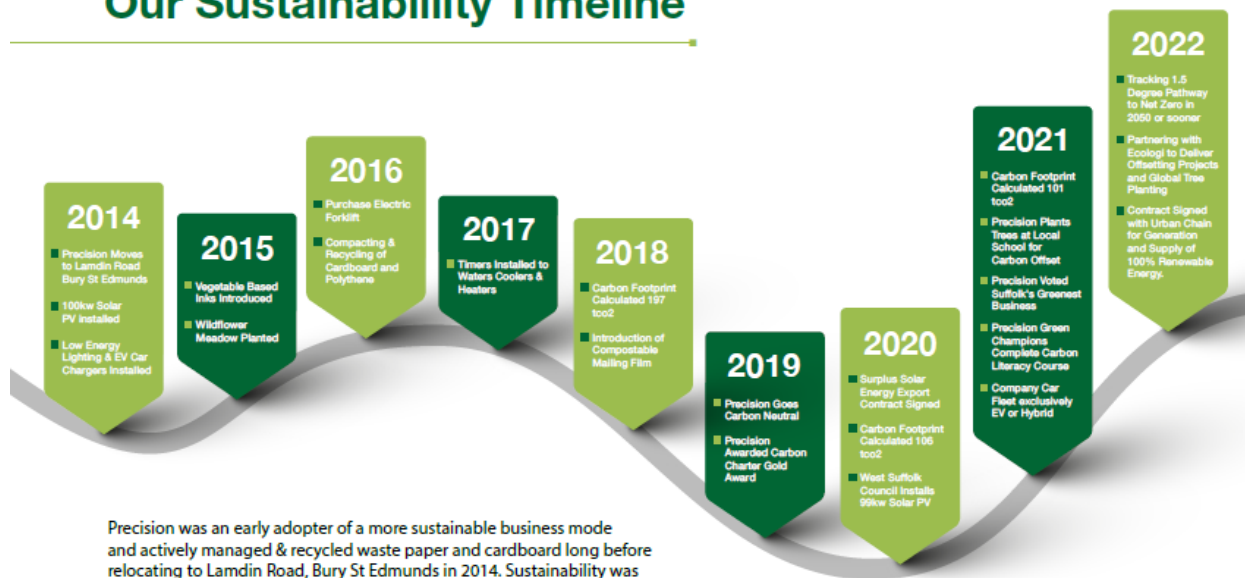 Our Sustainability Timeline
2014
Precision Moves
to Lamdin Road
Bury St Edmunds
100kw Solar
PV Installed
Low Energy
Lighting & EV Car
Chargers Installed
2015
Vegetable Based
Inks Introduced
Wildflower
Meadow Planted
2016
Purchase Electric
Forklift
Compacting &
Recycling of
Cardboard and
Polythene
2017
Timers Installed to
Waters Coolers &
Heaters
2018
Carbon Footprint
Calculated 197
tco2
Introduction of
Compostable
Mailing Film
2019
Precision Goes
Carbon Neutral
Precision
Awarded Carbon
Charter Gold
Award
2020
Surplus Solar
Energy Export
Contract Signed
Carbon Footprint
Calculated 106
tco2
West Suffolk
Council Installs
99kw Solar PV
2021
Carbon Footprint
Calculated 101
tco2
Precision Plants
Trees at Local
School for
Carbon Offset
Precision Voted
Suffolk's Greenest
Business
Precision Green
Champions
Complete Carbon
Literacy Course
Company Car
Fleet exclusively
EV or Hybrid
2022
Tracking 1.5
Degree Pathway
to Net Zero in
2050 or sooner
Partnering with
Ecologi to Deliver
Offsetting Projects
and Global Tree
Planting
Contract Signed
with Urban Chain
for Generation
and Supply of
100% Renewable
Energy.
Precision was an early adopter of a more sustainable business mode
and actively managed & recycled waste paper and cardboard long before
relocating to Lamdin Road, Bury St Edmunds in 2014. Sustainability was